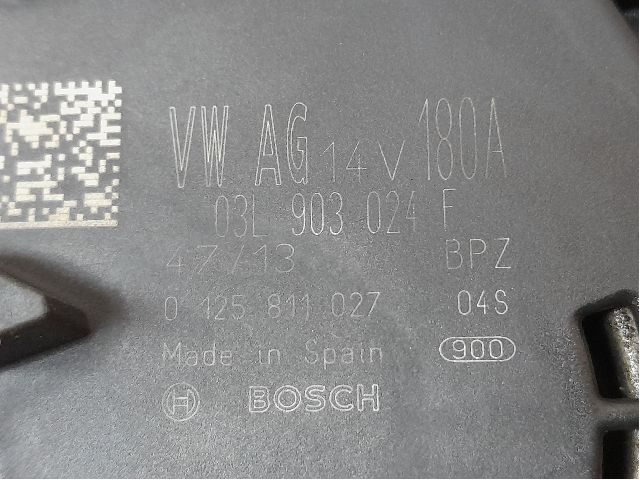 VW AG 14V 180A
03L 903 024 F
47/13 BPZ
0 125 811 027 04S
Made in Spain 900
BOSCH